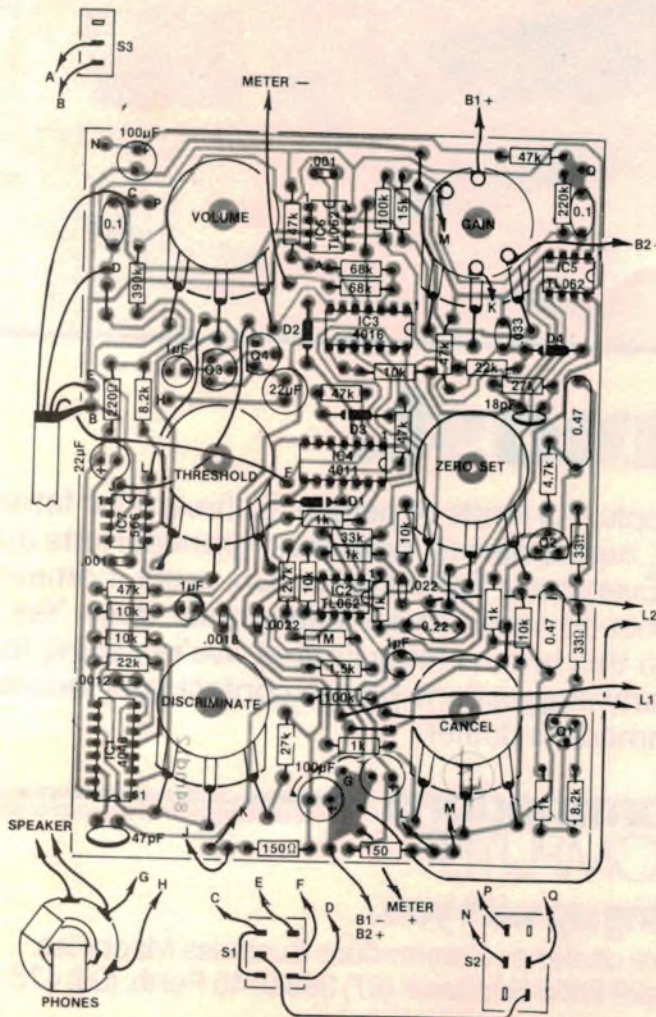 S3
A
B
METER −
B1 +
100µF
N
47k
Q
.001
C
P
VOLUME
47k
IC6
TL062
100k
15k
GAIN
220k
0.1
0.1
M
B2 +
D
390k
A
68k
68k
K
IC5
TL062
.033
D2
IC3
4016
D4
1µF
Q3
Q4
10k
47k
22k
27k
E
B
220Ω
8.2k
H
22µF
47k
18pF
D3
47k
0.47
22µF
L
THRESHOLD
F
IC4
4011
ZERO SET
4.7k
1
IC7
555
D1
1k
33k
10k
Q2
33Ω
.001
1k
47k
1µF
2.7k
10k
IC2
TL062
1k
.022
1k
10k
0.47
33Ω
L2
10k
.0018
.0022
1M
0.22
10k
1.5k
1µF
22k
.0012
DISCRIMINATE
100k
CANCEL
L1
Q1
IC1
27k
1k
100µF
G
1k
8.2k
SPEAKER
47pF
J
K
L
M
150Ω
150
G
H
C
E
F
D
B1 −
B2 +
METER
+
P
N
Q
S1
S2
PHONES